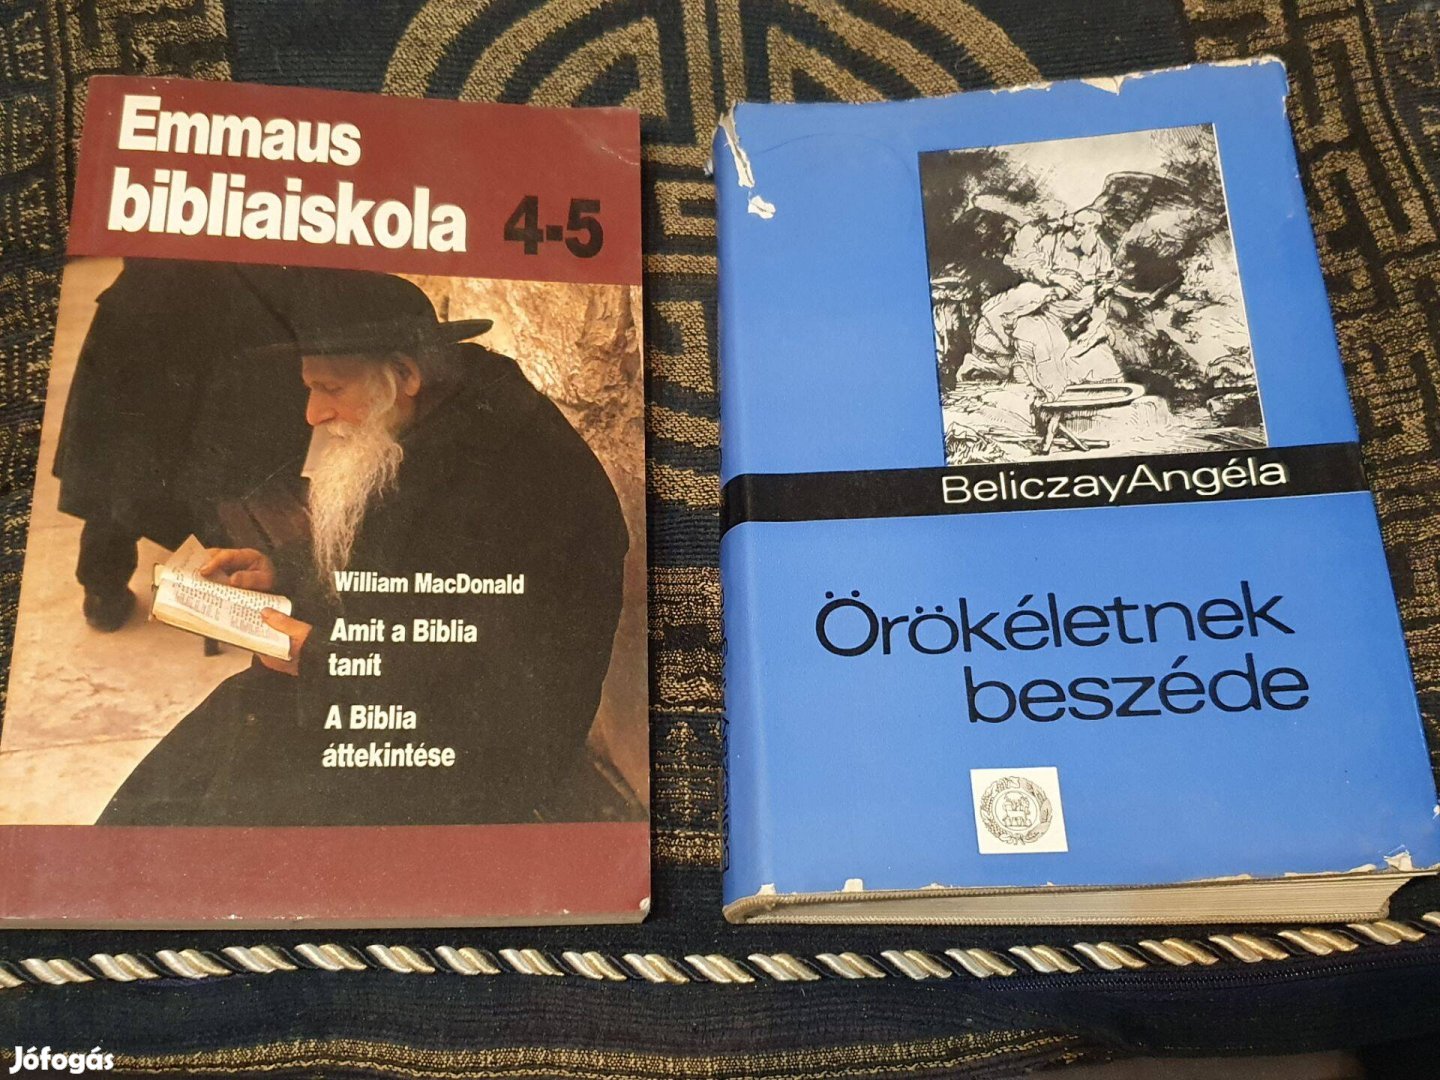 Emmaus
bibliaiskola 4-5
William MacDonald
Amit a Biblia
tanít
A Biblia
áttekintése
BeliczayAngéla
Örökéletnek
beszéde
Jófogás